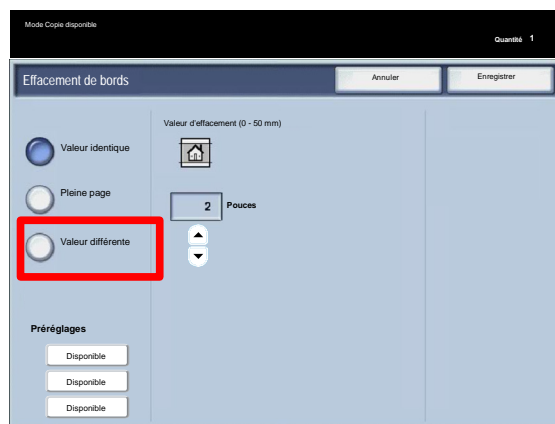 Mode Copie disponible
Quantité 1
Effacement de bords
Annuler
Enregistrer
Valeur d'effacement (0 - 50 mm)
Valeur identique
Pleine page
2 Pouces
Valeur différente
Préréglages
Disponible
Disponible
Disponible